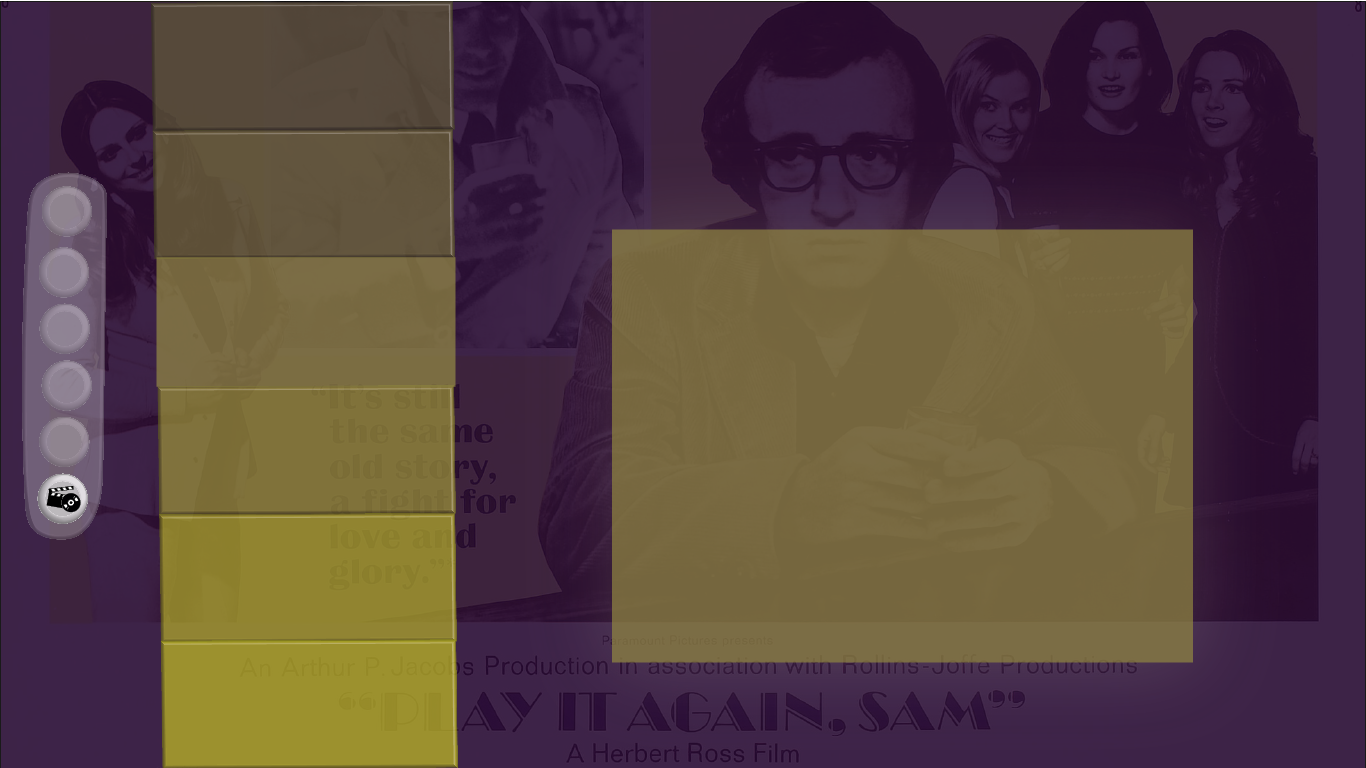 “It's still
the same
old story,
a fight for
love and
glory.”
Paramount Pictures presents
An Arthur P. Jacobs Production in association with Rollins-Joffe Productions
“PLAY IT AGAIN, SAM”
A Herbert Ross Film